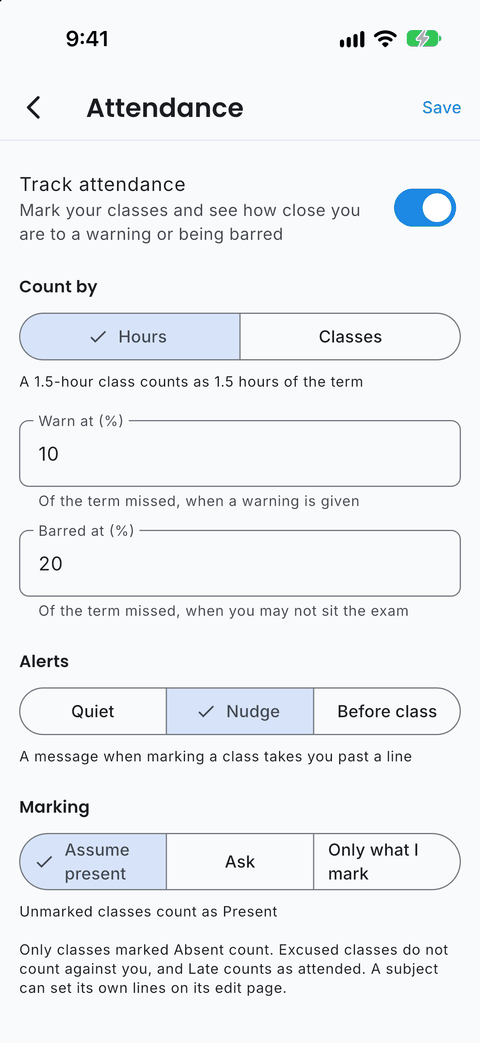 9:41
Attendance
Save
Track attendance
Mark your classes and see how close you
are to a warning or being barred
Count by
Hours
Classes
A 1.5-hour class counts as 1.5 hours of the term
Warn at (%)
10
Of the term missed, when a warning is given
Barred at (%)
20
Of the term missed, when you may not sit the exam
Alerts
Quiet
Nudge
Before class
A message when marking a class takes you past a line
Marking
Assume
present
Ask
Only what I
mark
Unmarked classes count as Present
Only classes marked Absent count. Excused classes do not
count against you, and Late counts as attended. A subject
can set its own lines on its edit page.